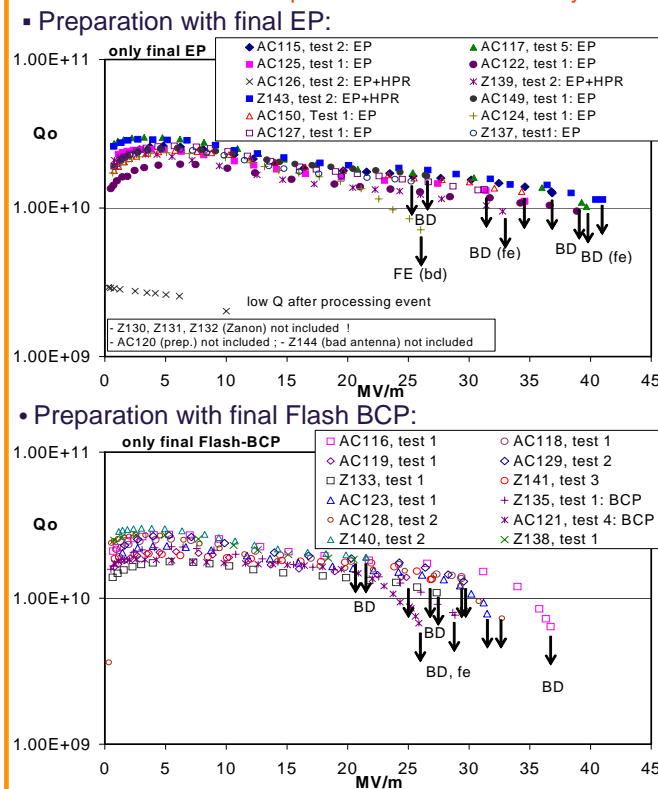 ▪ Preparation with final EP:
only final EP
AC115, test 2: EP
AC117, test 5: EP
AC125, test 1: EP
AC122, test 1: EP
AC126, test 2: EP+HPR
Z139, test 2: EP+HPR
Z143, test 2: EP+HPR
AC149, test 1: EP
AC150, Test 1: EP
AC124, test 1: EP
AC127, test 1: EP
Z137, test1: EP
1.00E+11
Qo
1.00E+10
1.00E+09
BD
FE (bd)
BD (fe)
BD
BD (fe)
low Q after processing event
- Z130, Z131, Z132 (Zanon) not included !
- AC120 (prep.) not included ; - Z144 (bad antenna) not included
0 5 10 15 20 25 30 35 40 45
MV/m
• Preparation with final Flash BCP:
only final Flash-BCP
AC116, test 1
AC118, test 1
AC119, test 1
AC129, test 2
Z133, test 1
Z141, test 3
AC123, test 1
Z135, test 1: BCP
AC128, test 2
AC121, test 4: BCP
Z140, test 2
Z138, test 1
1.00E+11
Qo
1.00E+10
1.00E+09
BD
BD
BD, fe
BD
0 5 10 15 20 25 30 35 40 45
MV/m